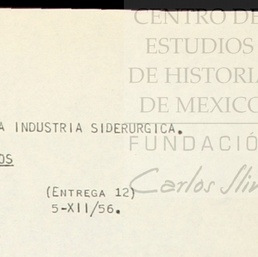 CENTRO DE
ESTUDIOS
DE HISTORIA
DE MEXICO
FUNDACIÓ
Carlos Slim
A INDUSTRIA SIDERURGICA.
OS
(ENTREGA 12)
5-XII/56.